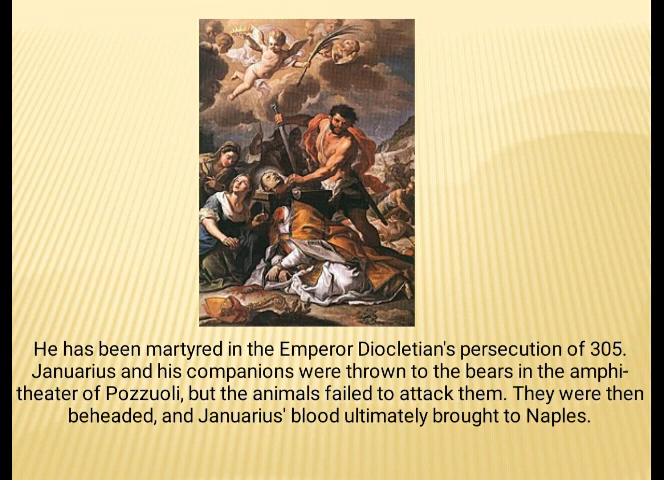 He has been martyred in the Emperor Diocletian's persecution of 305.
Januarius and his companions were thrown to the bears in the amphi-
theater of Pozzuoli, but the animals failed to attack them. They were then
beheaded, and Januarius' blood ultimately brought to Naples.